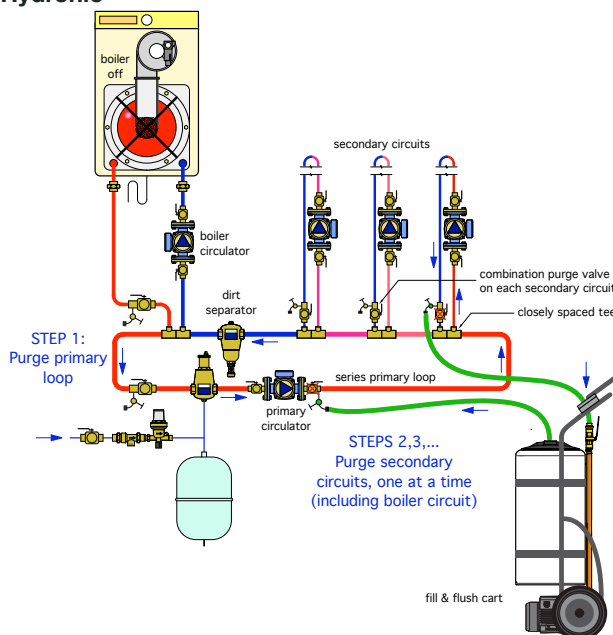 Hydronic
boiler
off
secondary circuits
boiler
circulator
combination purge valve
on each secondary circuit
dirt
separator
closely spaced tee
STEP 1:
Purge primary
loop
series primary loop
primary
circulator
STEPS 2,3,...
Purge secondary
circuits, one at a time
(including boiler circuit)
fill & flush cart